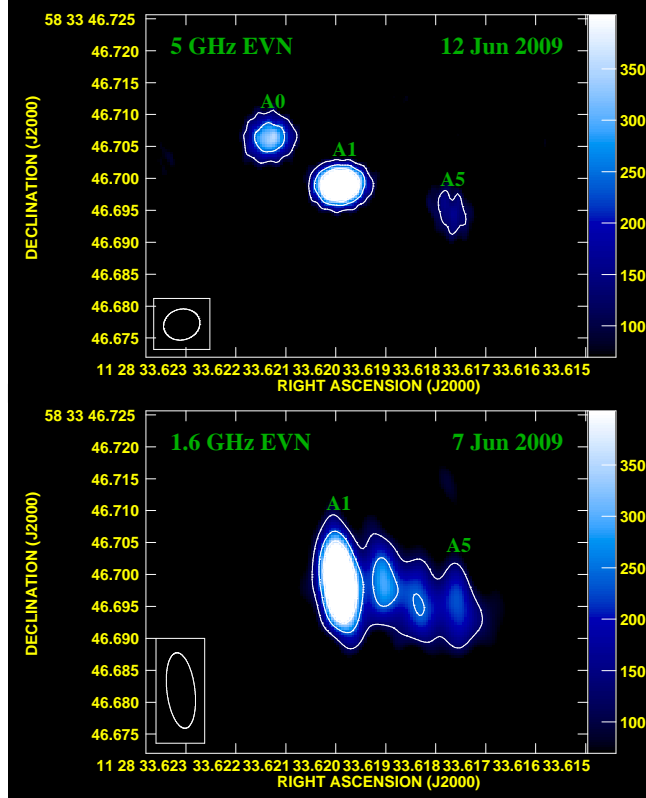 58 33 46.725
46.720
46.715
46.710
46.705
46.700
46.695
46.690
46.685
46.680
46.675
DECLINATION (J2000)
5 GHz EVN
12 Jun 2009
A0
A1
A5
350
300
250
200
150
100
11 28 33.623 33.622 33.621 33.620 33.619 33.618 33.617 33.616 33.615
RIGHT ASCENSION (J2000)
58 33 46.725
46.720
46.715
46.710
46.705
46.700
46.695
46.690
46.685
46.680
46.675
DECLINATION (J2000)
1.6 GHz EVN
7 Jun 2009
A1
A5
350
300
250
200
150
100
11 28 33.623 33.622 33.621 33.620 33.619 33.618 33.617 33.616 33.615
RIGHT ASCENSION (J2000)